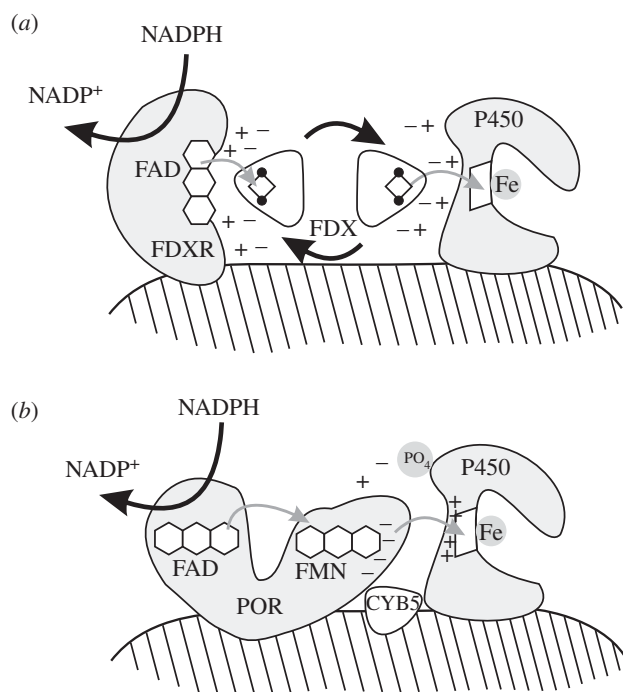 (a)
NADPH
NADP+
+ −
+ −
FAD
+ −
+ −
FDXR
FDX
− +
− +
− +
− +
P450
Fe
(b)
NADPH
NADP+
FAD
FMN
POR
+ −
−
−
−
−
PO4
P450
+
+
+
+
Fe
CYB5